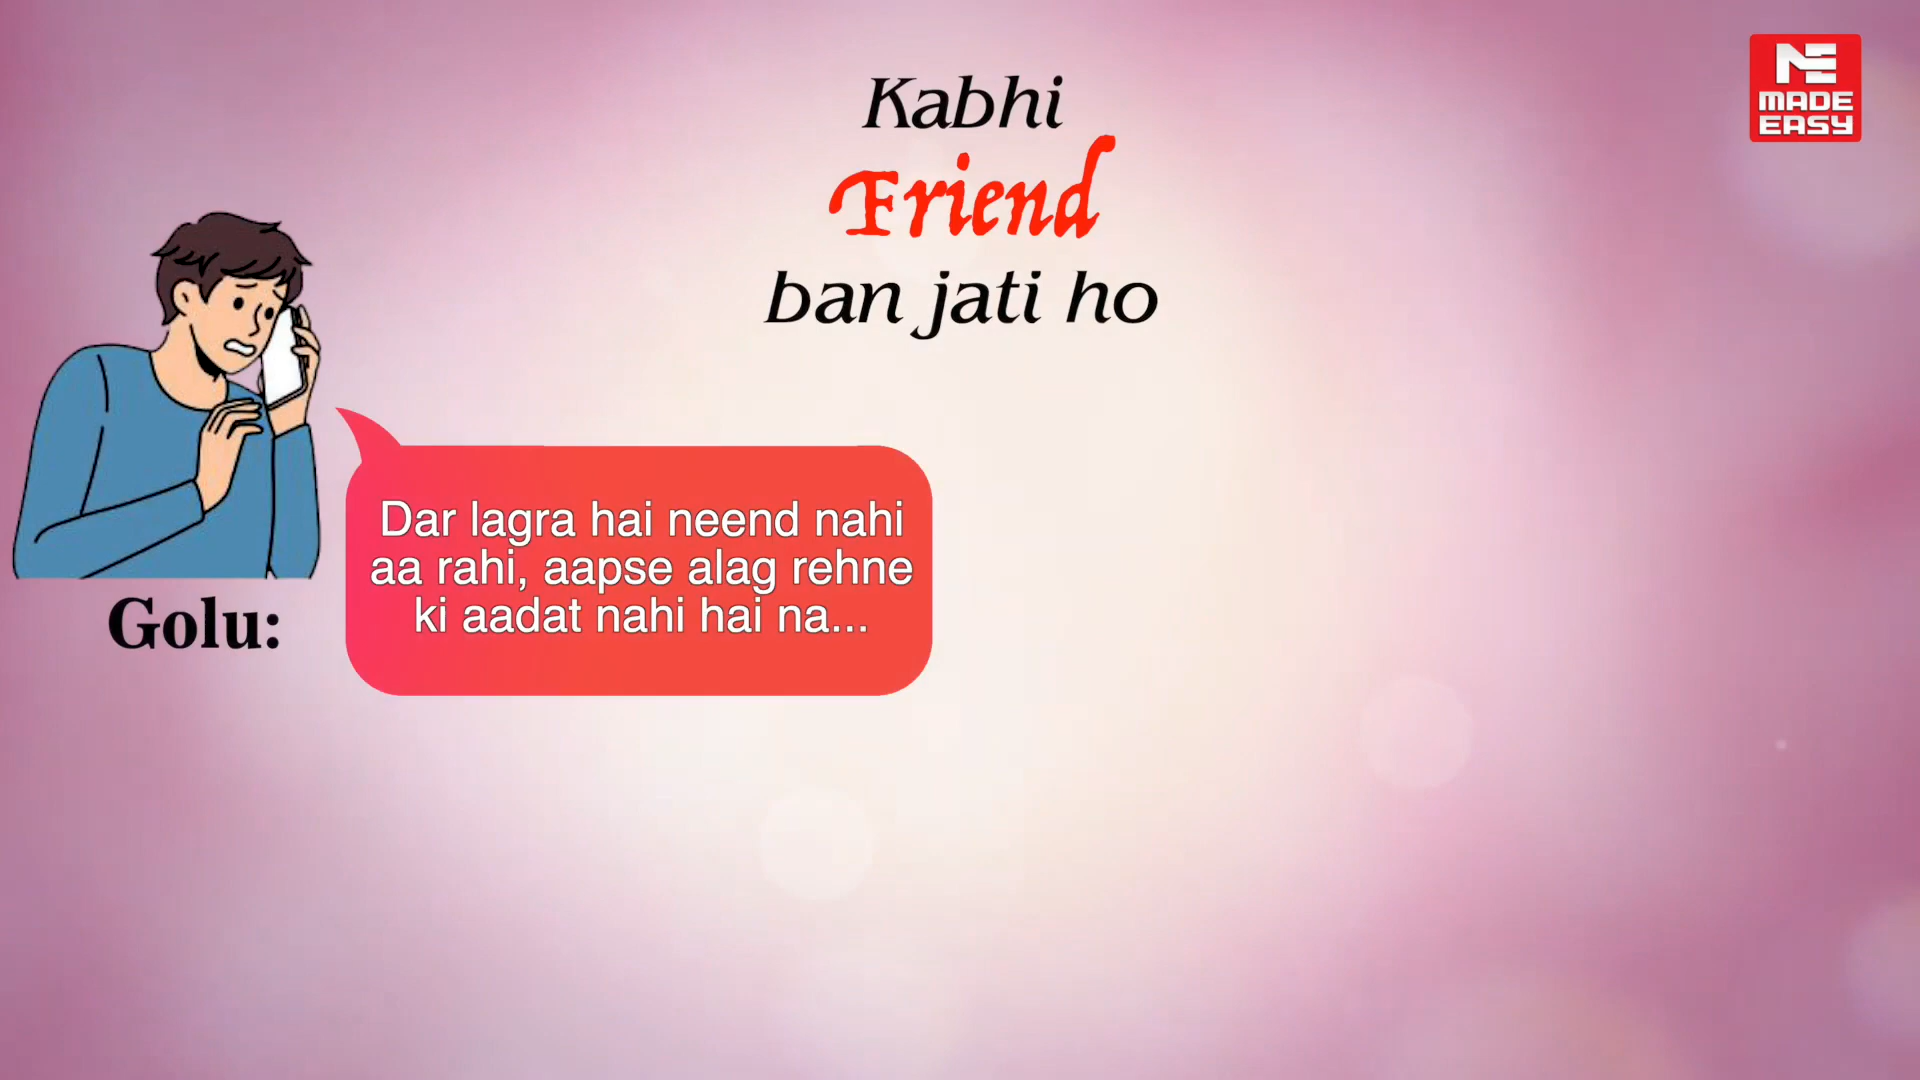 Kabhi
Friend
ban jati ho
MADE
EASY
Dar lagra hai neend nahi
aa rahi, aapse alag rehne
ki aadat nahi hai na...
Golu: